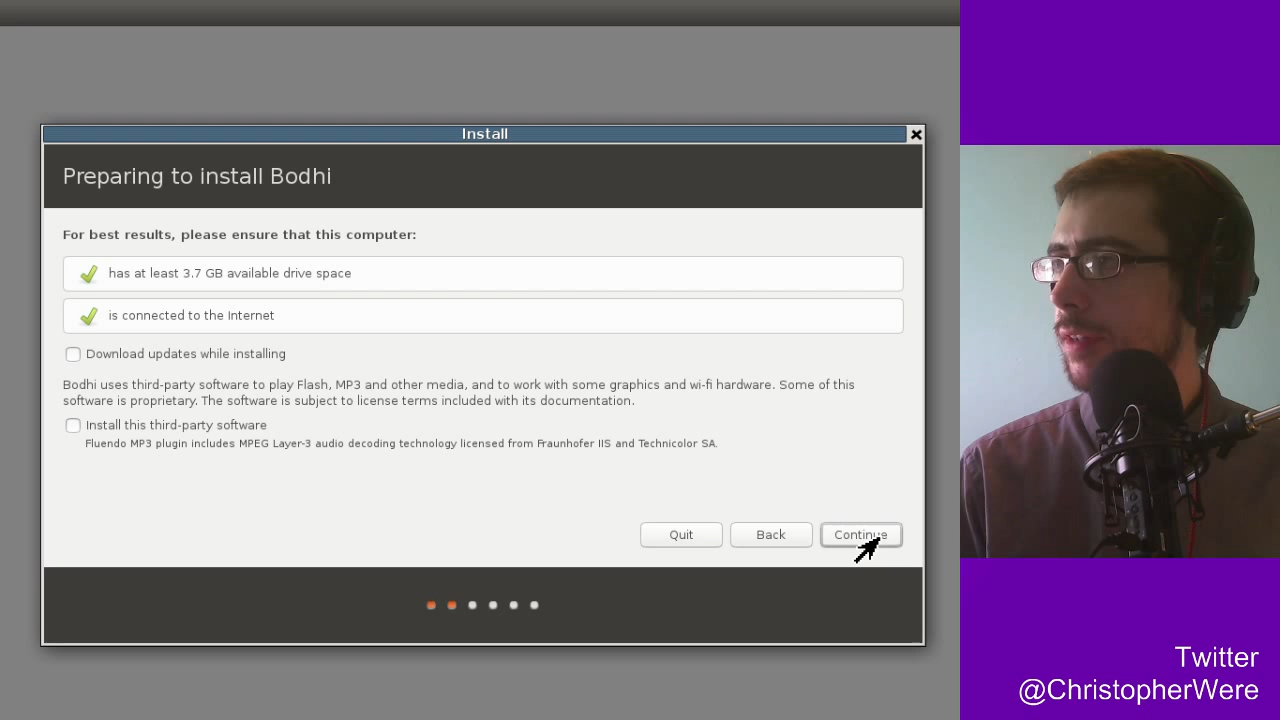 Install
Preparing to install Bodhi
For best results, please ensure that this computer:
has at least 3.7 GB available drive space
is connected to the Internet
Download updates while installing
Bodhi uses third-party software to play Flash, MP3 and other media, and to work with some graphics and wi-fi hardware. Some of this
software is proprietary. The software is subject to license terms included with its documentation.
Install this third-party software
Fluendo MP3 plugin includes MPEG Layer-3 audio decoding technology licensed from Fraunhofer IIS and Technicolor SA.
Quit
Back
Continue
Twitter
@ChristopherWere